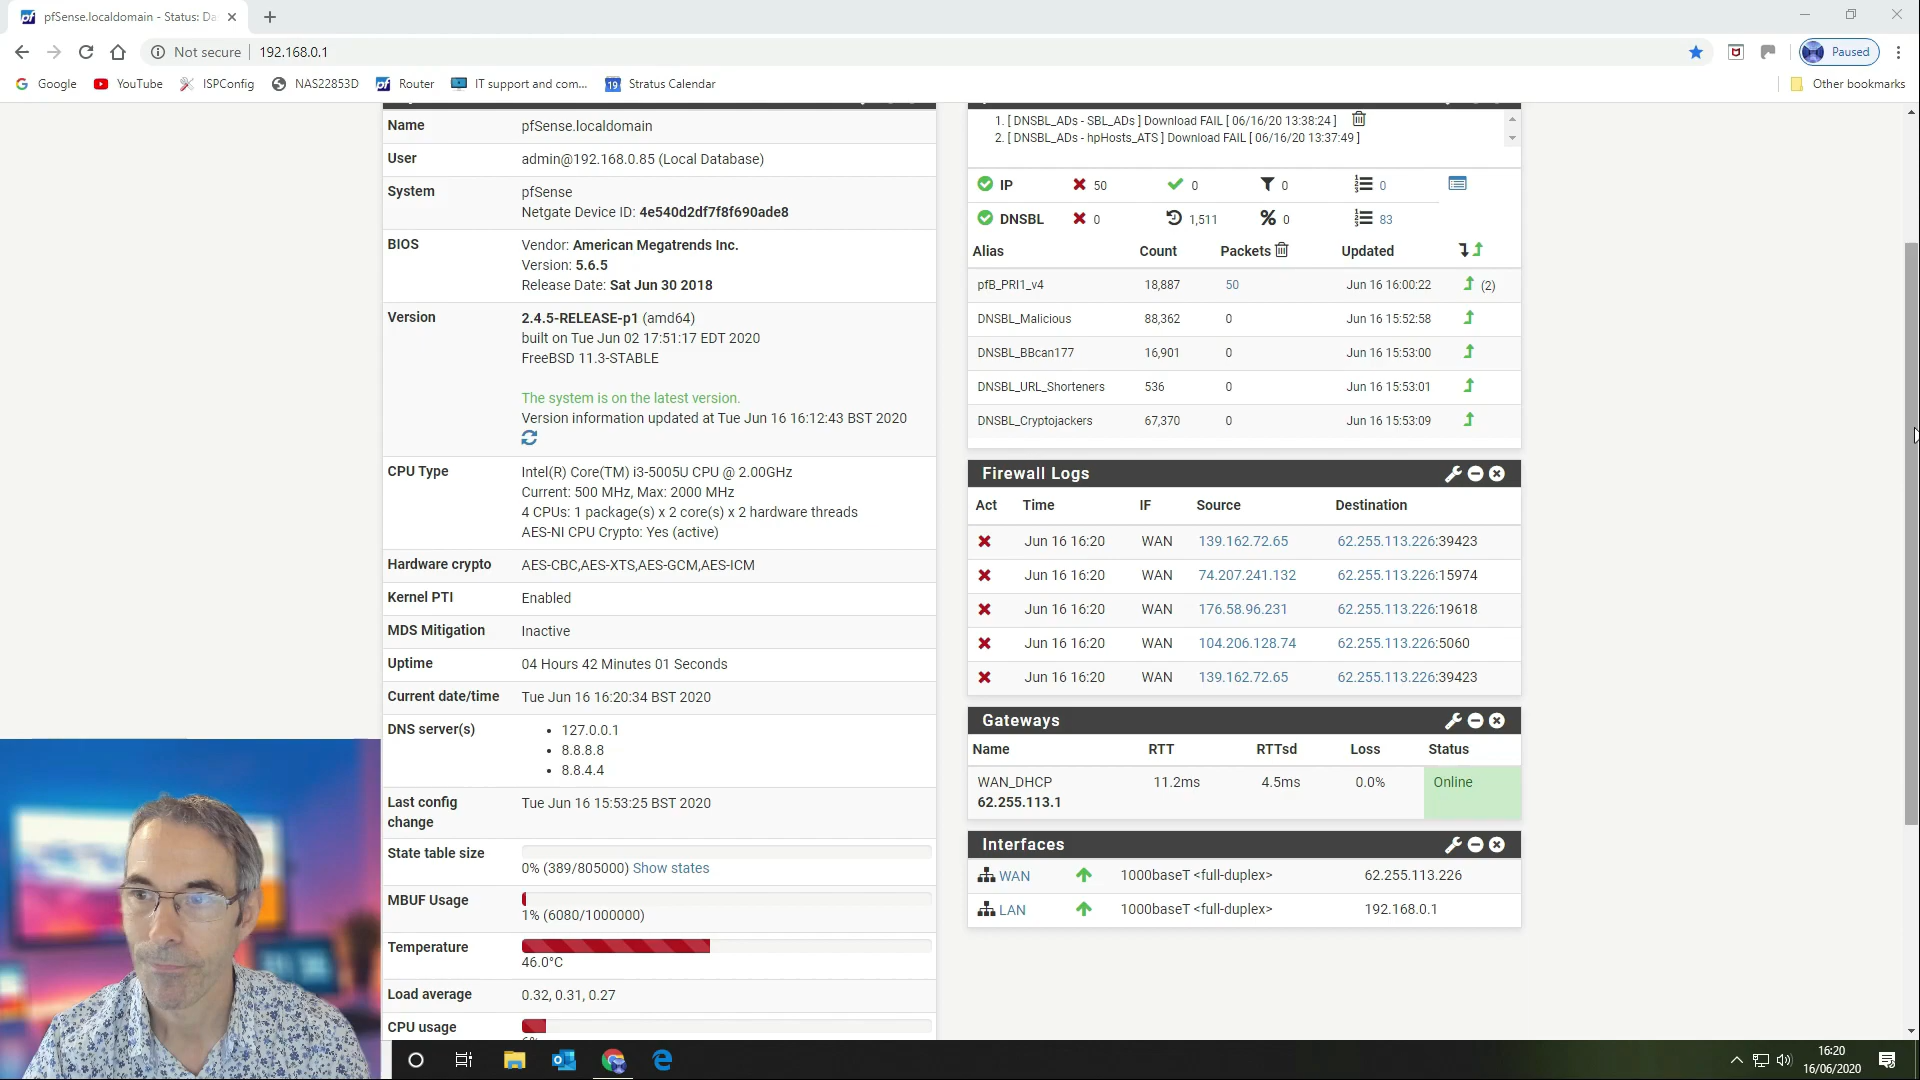 pfSense.localdomain - Status: Da
Not secure
192.168.0.1
Paused
Google
YouTube
ISPConfig
NAS22853D
Router
IT support and com...
19
Stratus Calendar
Other bookmarks
Name
pfSense.localdomain
User
admin@192.168.0.85 (Local Database)
System
pfSense
Netgate Device ID: 4e540d2df7f8f690ade8
BIOS
Vendor: American Megatrends Inc.
Version: 5.6.5
Release Date: Sat Jun 30 2018
Version
2.4.5-RELEASE-p1 (amd64)
built on Tue Jun 02 17:51:17 EDT 2020
FreeBSD 11.3-STABLE
The system is on the latest version.
Version information updated at Tue Jun 16 16:12:43 BST 2020
CPU Type
Intel(R) Core(TM) i3-5005U CPU @ 2.00GHz
Current: 500 MHz, Max: 2000 MHz
4 CPUs: 1 package(s) x 2 core(s) x 2 hardware threads
AES-NI CPU Crypto: Yes (active)
Hardware crypto
AES-CBC,AES-XTS,AES-GCM,AES-ICM
Kernel PTI
Enabled
MDS Mitigation
Inactive
Uptime
04 Hours 42 Minutes 01 Seconds
Current date/time
Tue Jun 16 16:20:34 BST 2020
DNS server(s)
127.0.0.1
8.8.8.8
8.8.4.4
Last config
change
Tue Jun 16 15:53:25 BST 2020
State table size
0% (389/805000) Show states
MBUF Usage
1% (6080/1000000)
Temperature
46.0°C
Load average
0.32, 0.31, 0.27
CPU usage
1. [ DNSBL_ADs - SBL_ADs ] Download FAIL [ 06/16/20 13:38:24 ]
2. [ DNSBL_ADs - hpHosts_ATS ] Download FAIL [ 06/16/20 13:37:49 ]
IP 50 0 0 0
DNSBL 0 1,511 % 0 83
Alias Count Packets Updated
pfB_PRI1_v4 18,887 50 Jun 16 16:00:22 (2)
DNSBL_Malicious 88,362 0 Jun 16 15:52:58
DNSBL_BBcan177 16,901 0 Jun 16 15:53:00
DNSBL_URL_Shorteners 536 0 Jun 16 15:53:01
DNSBL_Cryptojackers 67,370 0 Jun 16 15:53:09
Firewall Logs
Act Time IF Source Destination
Jun 16 16:20 WAN 139.162.72.65 62.255.113.226:39423
Jun 16 16:20 WAN 74.207.241.132 62.255.113.226:15974
Jun 16 16:20 WAN 176.58.96.231 62.255.113.226:19618
Jun 16 16:20 WAN 104.206.128.74 62.255.113.226:5060
Jun 16 16:20 WAN 139.162.72.65 62.255.113.226:39423
Gateways
Name RTT RTTsd Loss Status
WAN_DHCP 11.2ms 4.5ms 0.0% Online
62.255.113.1
Interfaces
WAN 1000baseT <full-duplex> 62.255.113.226
LAN 1000baseT <full-duplex> 192.168.0.1
16:20
16/06/2020